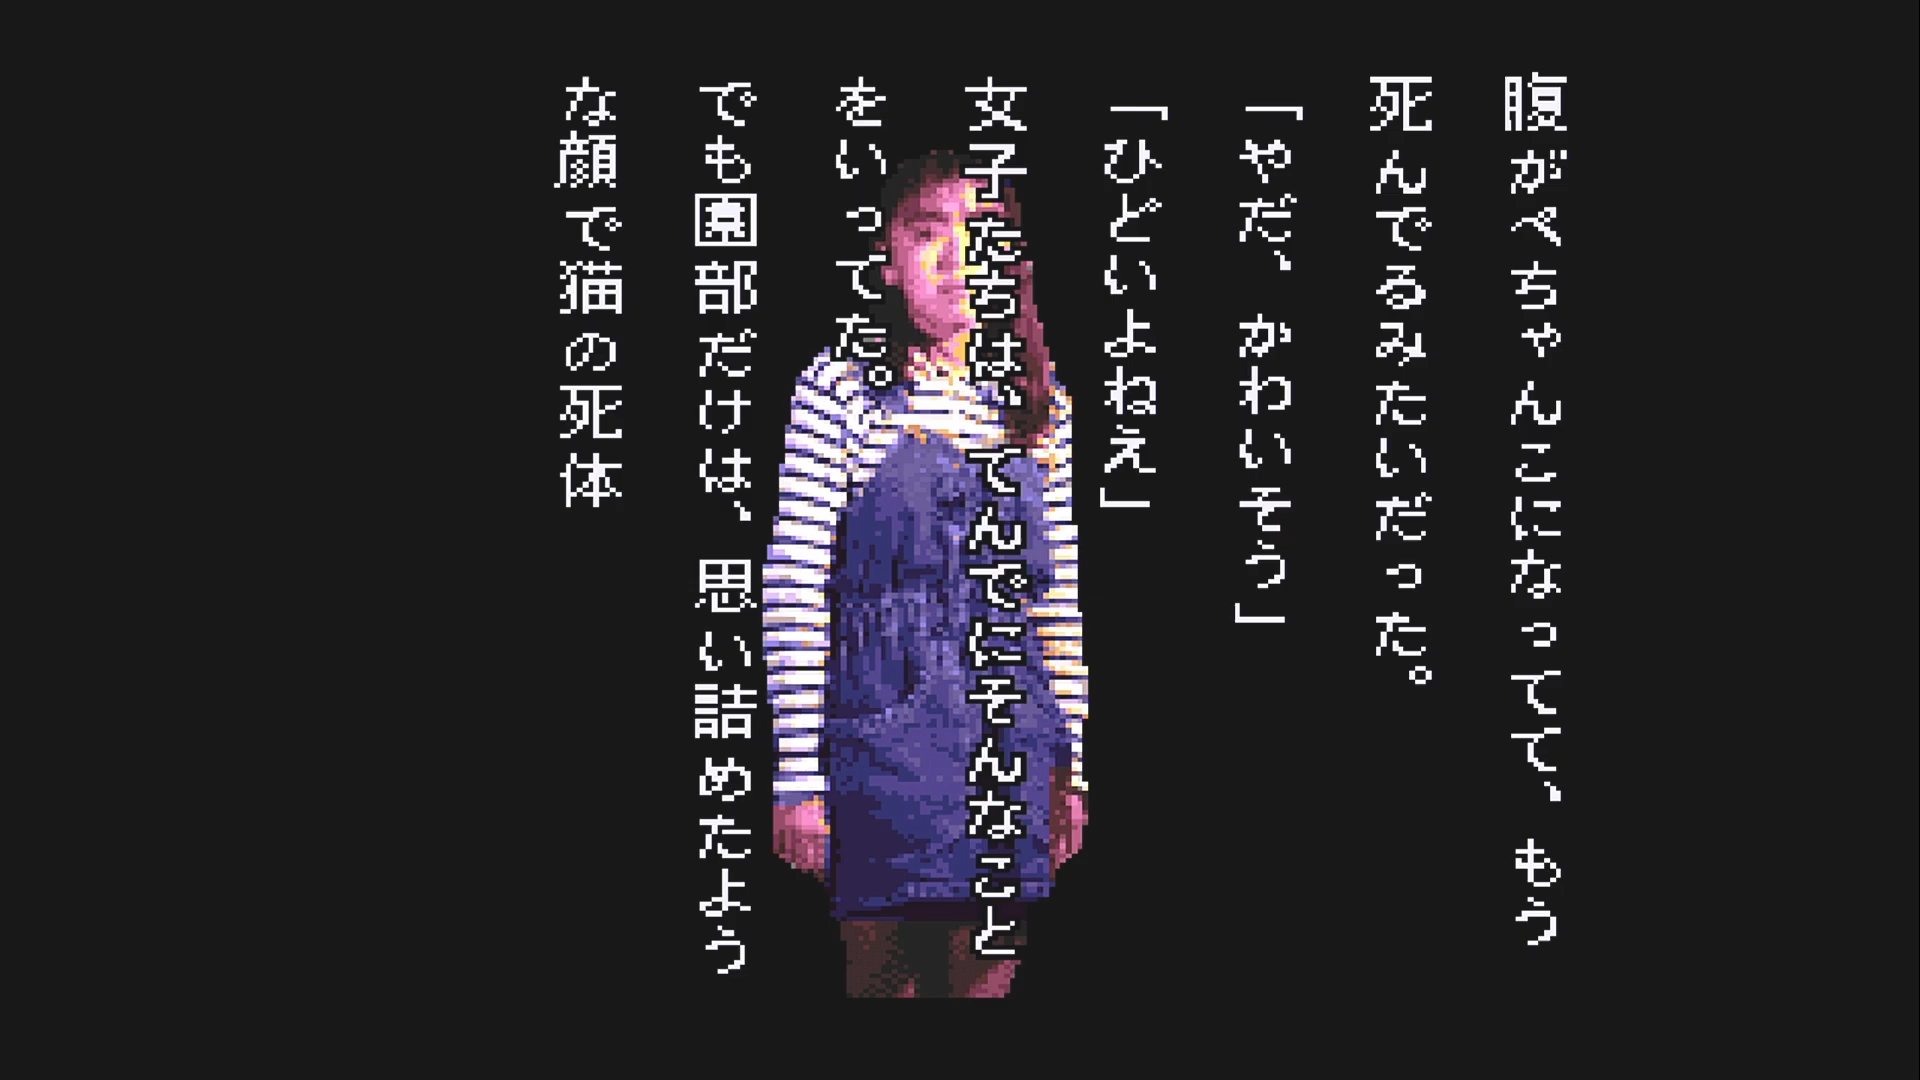 腹がぺちゃんこになってて、もう
死んでるみたいだった。
「やだ、かわいそう」
「ひどいよねえ」
女子たちは、てんでにそんなこと
をいってた。
でも園部だけは、思い詰めたよう
な顔で猫の死体